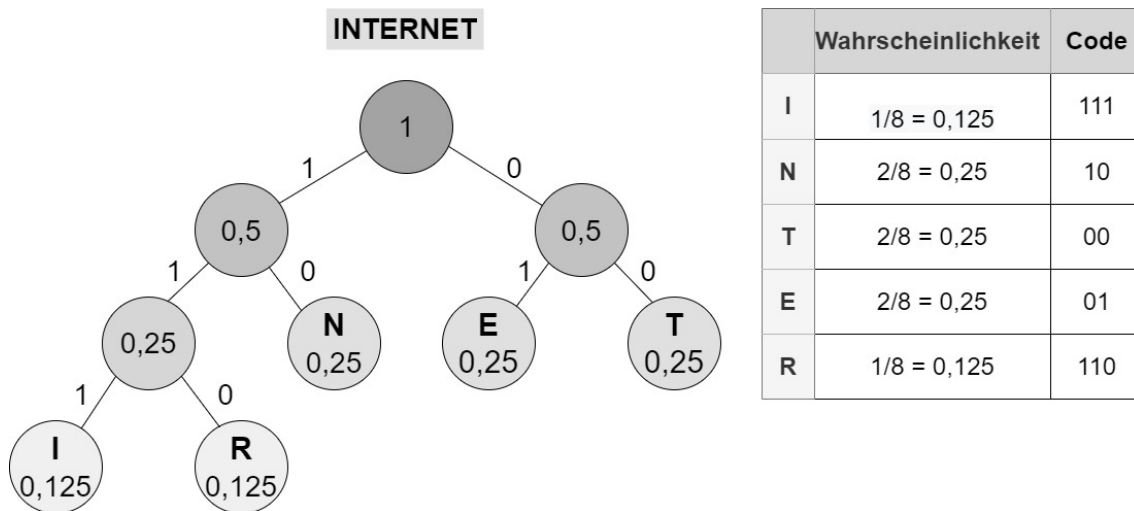 INTERNET
1
1
0
0,5
0,5
1
0
1
0
0,25
N
0,25
E
0,25
T
0,25
1
0
I
0,125
R
0,125
Wahrscheinlichkeit Code
I 1/8 = 0,125 111
N 2/8 = 0,25 10
T 2/8 = 0,25 00
E 2/8 = 0,25 01
R 1/8 = 0,125 110